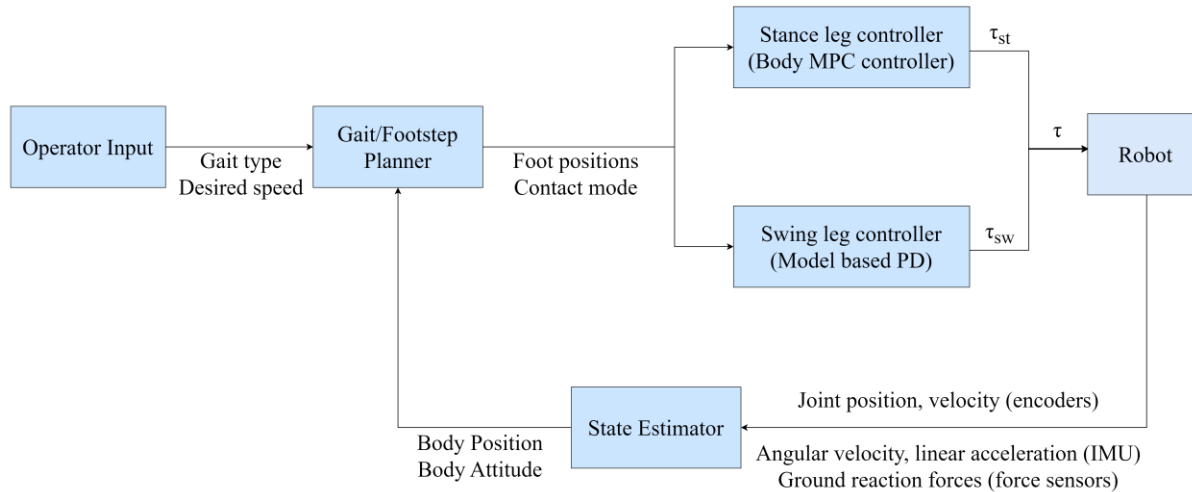 Stance leg controller
(Body MPC controller)
τst
Operator Input
Gait type
Desired speed
Gait/Footstep
Planner
Foot positions
Contact mode
τ
Robot
Swing leg controller
(Model based PD)
τsw
State Estimator
Body Position
Body Attitude
Joint position, velocity (encoders)
Angular velocity, linear acceleration (IMU)
Ground reaction forces (force sensors)